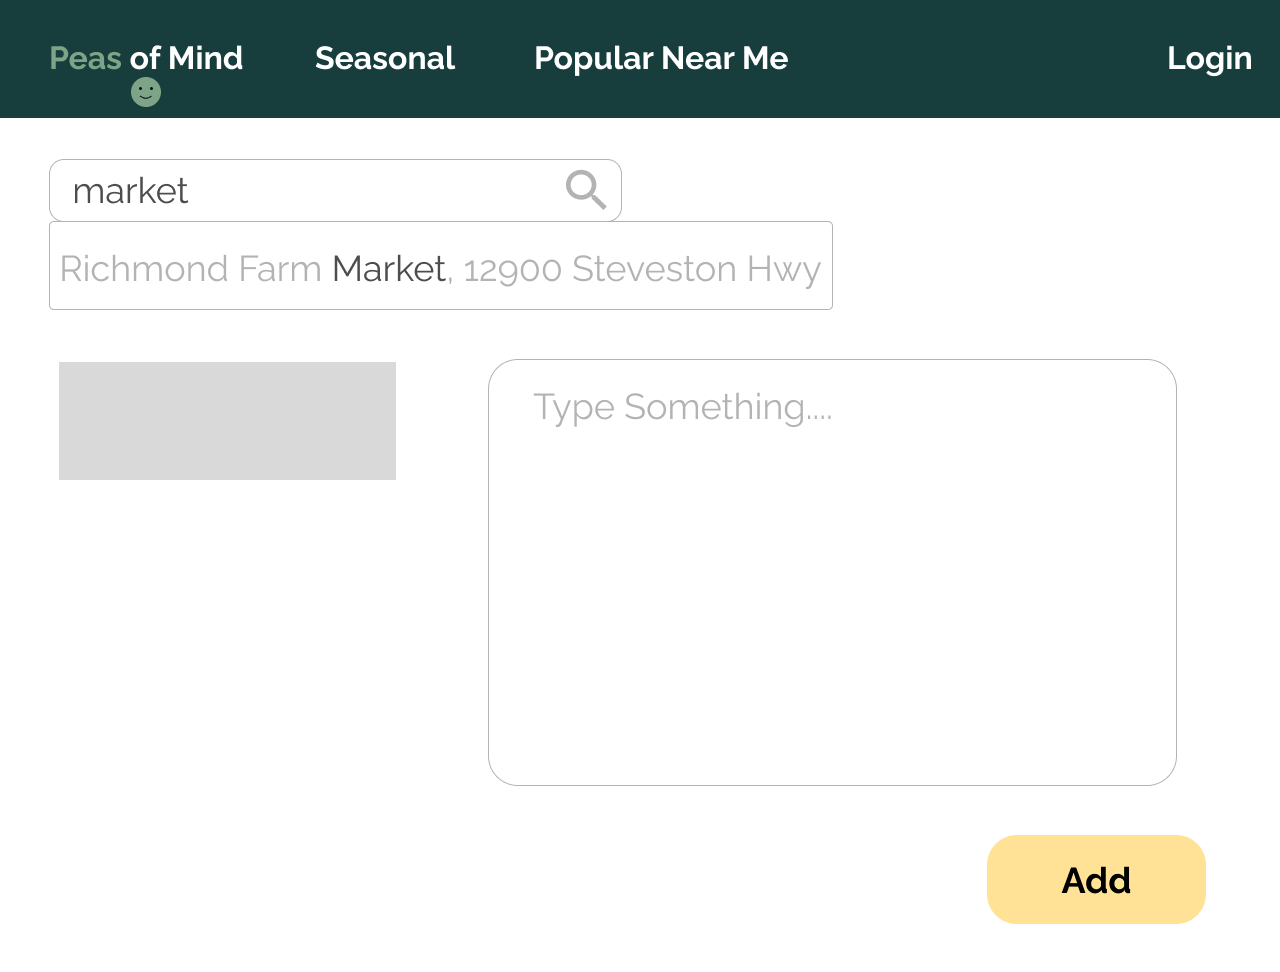 Peas of Mind
Seasonal
Popular Near Me
Login
market
Richmond Farm Market, 12900 Steveston Hwy
Type Something....
Add